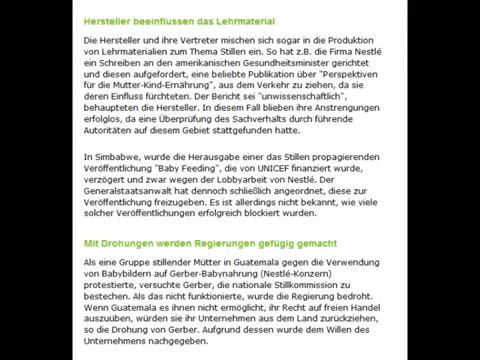 Hersteller beeinflussen das Lehrmaterial
Die Hersteller und ihre Vertreter mischen sich sogar in die Produktion
von Lehrmaterialien zum Thema Stillen ein. So hat z.B. die Firma Nestlé
ein Schreiben an den amerikanischen Gesundheitsminister gerichtet
und diesen aufgefordert, eine beliebte Publikation über "Perspektiven
für die Mutter-Kind-Ernährung", aus dem Verkehr zu ziehen, da sie
deren Einfluss fürchteten. Der Bericht sei "unwissenschaftlich",
behaupteten die Hersteller. In diesem Fall blieben ihre Anstrengungen
erfolglos, da eine Überprüfung des Sachverhalts durch führende
Autoritäten auf diesem Gebiet stattgefunden hatte.
In Simbabwe, wurde die Herausgabe einer das Stillen propagierenden
Veröffentlichung "Baby Feeding", die von UNICEF finanziert wurde,
verzögert und zwar wegen der Lobbyarbeit von Nestlé. Der
Generalstaatsanwalt hat dennoch schließlich angeordnet, diese zur
Veröffentlichung freizugeben. Es ist allerdings nicht bekannt, wie viele
solcher Veröffentlichungen erfolgreich blockiert wurden.
Mit Drohungen werden Regierungen gefügig gemacht
Als eine Gruppe stillender Mütter in Guatemala gegen die Verwendung
von Babybildern auf Gerber-Babynahrung (Nestlé-Konzern)
protestierte, versuchte Gerber, die nationale Stillkommission zu
bestechen. Als das nicht funktionierte, wurde die Regierung bedroht.
Wenn Guatemala es ihnen nicht ermöglicht, ihr Recht auf freien Handel
auszuüben, würden sie ihr Unternehmen aus dem Land zurückziehen,
so die Drohung von Gerber. Aufgrund dessen wurde dem Willen des
Unternehmens nachgegeben.